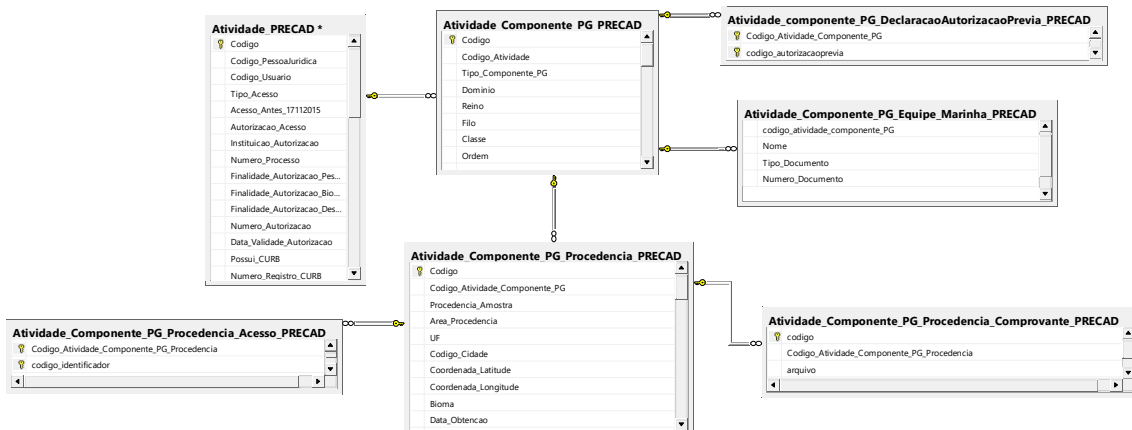 Atividade_PRECAD *
Codigo
Codigo_PessoaJuridica
Codigo_Usuario
Tipo_Acesso
Acesso_Antes_17112015
Autorizacao_Acesso
Instituicao_Autorizacao
Numero_Processo
Finalidade_Autorizacao_Pes...
Finalidade_Autorizacao_Bio...
Finalidade_Autorizacao_Des...
Numero_Autorizacao
Data_Validade_Autorizacao
Possui_CURB
Numero_Registro_CURB
Atividade_Componente_PG_PRECAD
Codigo
Codigo_Atividade
Tipo_Componente_PG
Dominio
Reino
Filo
Classe
Ordem
Atividade_componente_PG_DeclaracaoAutorizacaoPrevia_PRECAD
Codigo_Atividade_Componente_PG
codigo_autorizacaoprevia
Atividade_Componente_PG_Equipe_Marinha_PRECAD
codigo_atividade_componente_PG
Nome
Tipo_Documento
Numero_Documento
Atividade_Componente_PG_Procedencia_PRECAD
Codigo
Codigo_Atividade_Componente_PG
Procedencia_Amostra
Area_Procedencia
UF
Codigo_Cidade
Coordenada_Latitude
Coordenada_Longitude
Bioma
Data_Obtencao
Atividade_Componente_PG_Procedencia_Acesso_PRECAD
Codigo_Atividade_Componente_PG_Procedencia
codigo_identificador
Atividade_Componente_PG_Procedencia_Comprovante_PRECAD
codigo
Codigo_Atividade_Componente_PG_Procedencia
arquivo